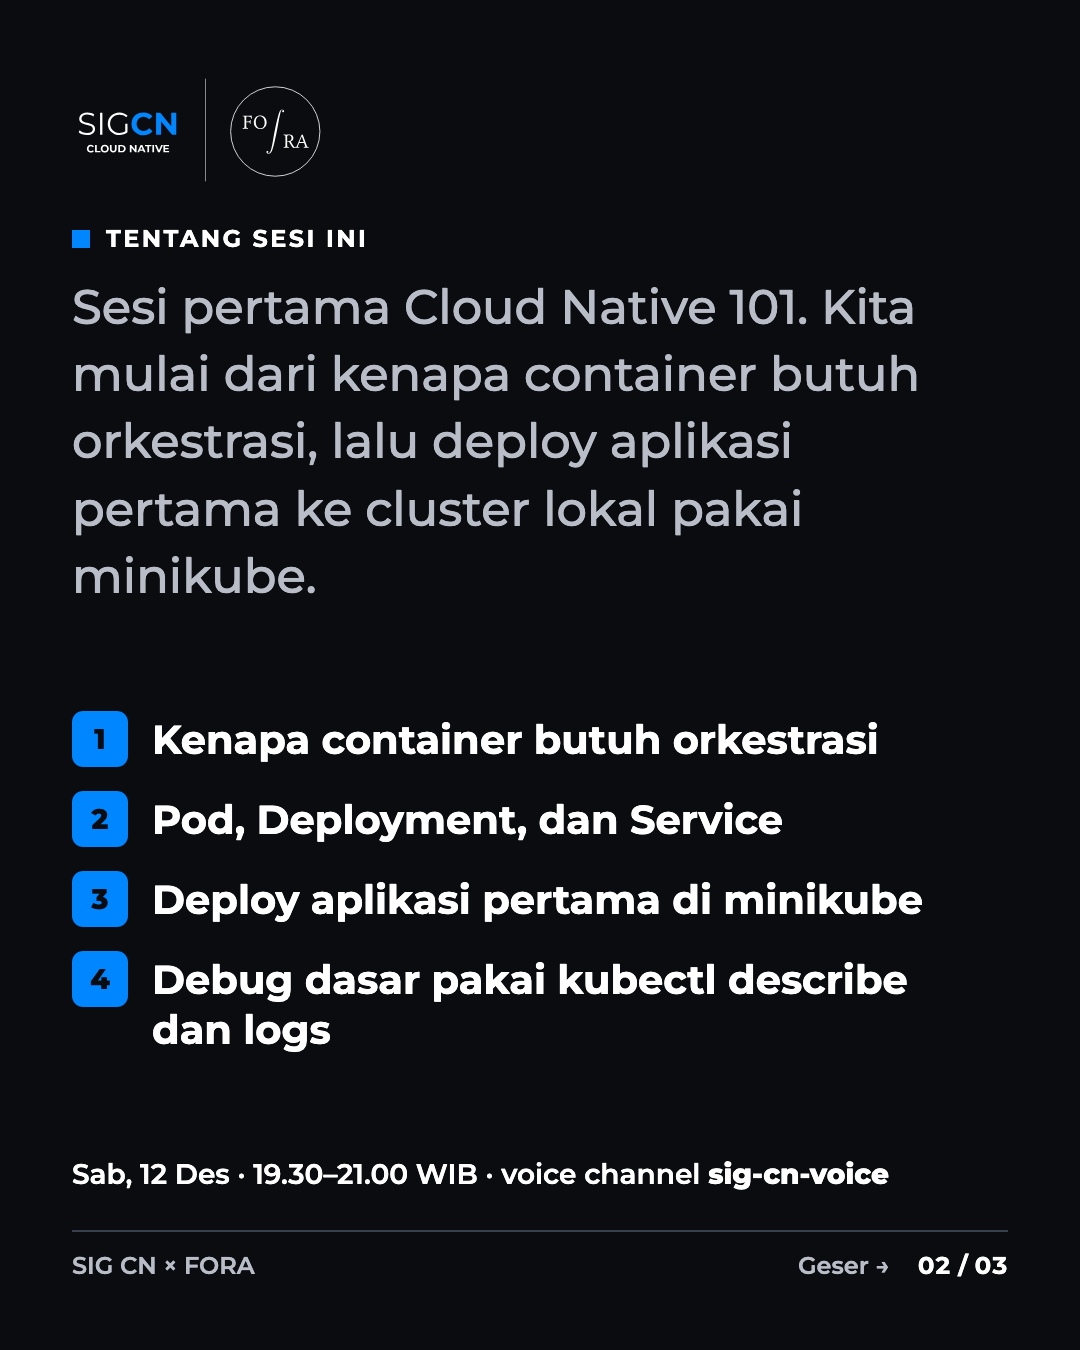 SIGCN
CLOUD NATIVE
FO RA
TENTANG SESI INI
Sesi pertama Cloud Native 101. Kita
mulai dari kenapa container butuh
orkestrasi, lalu deploy aplikasi
pertama ke cluster lokal pakai
minikube.
1 Kenapa container butuh orkestrasi
2 Pod, Deployment, dan Service
3 Deploy aplikasi pertama di minikube
4 Debug dasar pakai kubectl describe
dan logs
Sab, 12 Des · 19.30–21.00 WIB · voice channel sig-cn-voice
SIG CN × FORA
Geser → 02 / 03